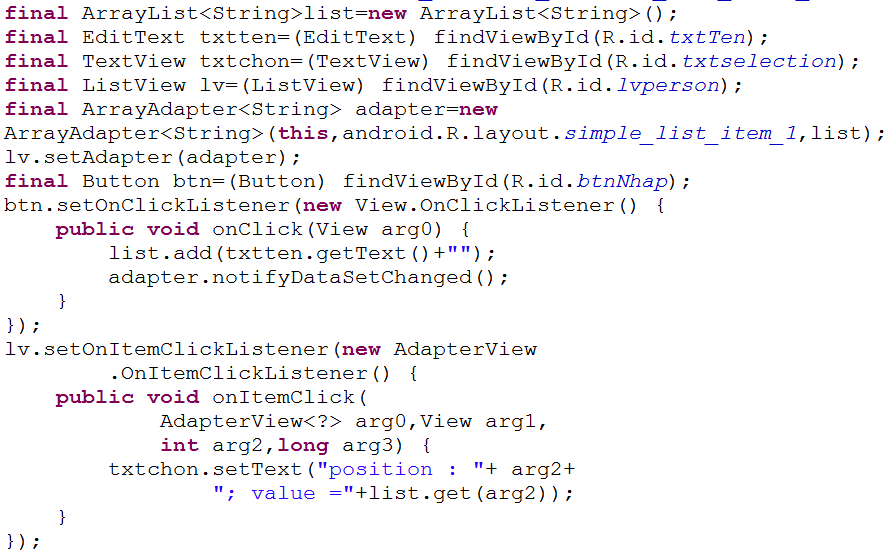 final ArrayList<String>list=new ArrayList<String>();
final EditText txtten=(EditText) findViewById(R.id.txtTen);
final TextView txtchon=(TextView) findViewById(R.id.txtselection);
final ListView lv=(ListView) findViewById(R.id.lvperson);
final ArrayAdapter<String> adapter=new
ArrayAdapter<String>(this,android.R.layout.simple_list_item_1,list);
lv.setAdapter(adapter);
final Button btn=(Button) findViewById(R.id.btnNhap);
btn.setOnClickListener(new View.OnClickListener() {
    public void onClick(View arg0) {
        list.add(txtten.getText()+"");
        adapter.notifyDataSetChanged();
    }
});
lv.setOnItemClickListener(new AdapterView
        .OnItemClickListener() {
    public void onItemClick(
            AdapterView<?> arg0,View arg1,
            int arg2,long arg3) {
        txtchon.setText("position : "+ arg2+
                "; value ="+list.get(arg2));
    }
});